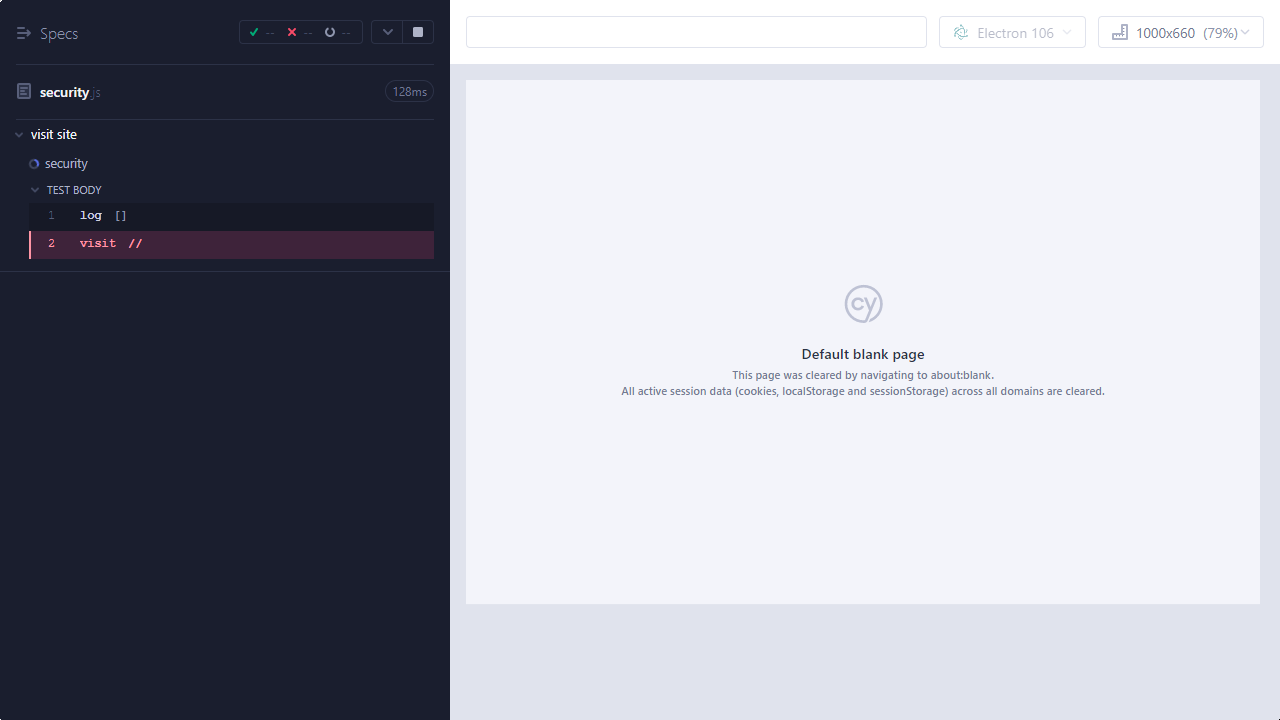 Specs
--
--
--
security.js
128ms
visit site
security
TEST BODY
1 log []
2 visit //
Electron 106
1000x660 (79%)
cy
Default blank page
This page was cleared by navigating to about:blank.
All active session data (cookies, localStorage and sessionStorage) across all domains are cleared.